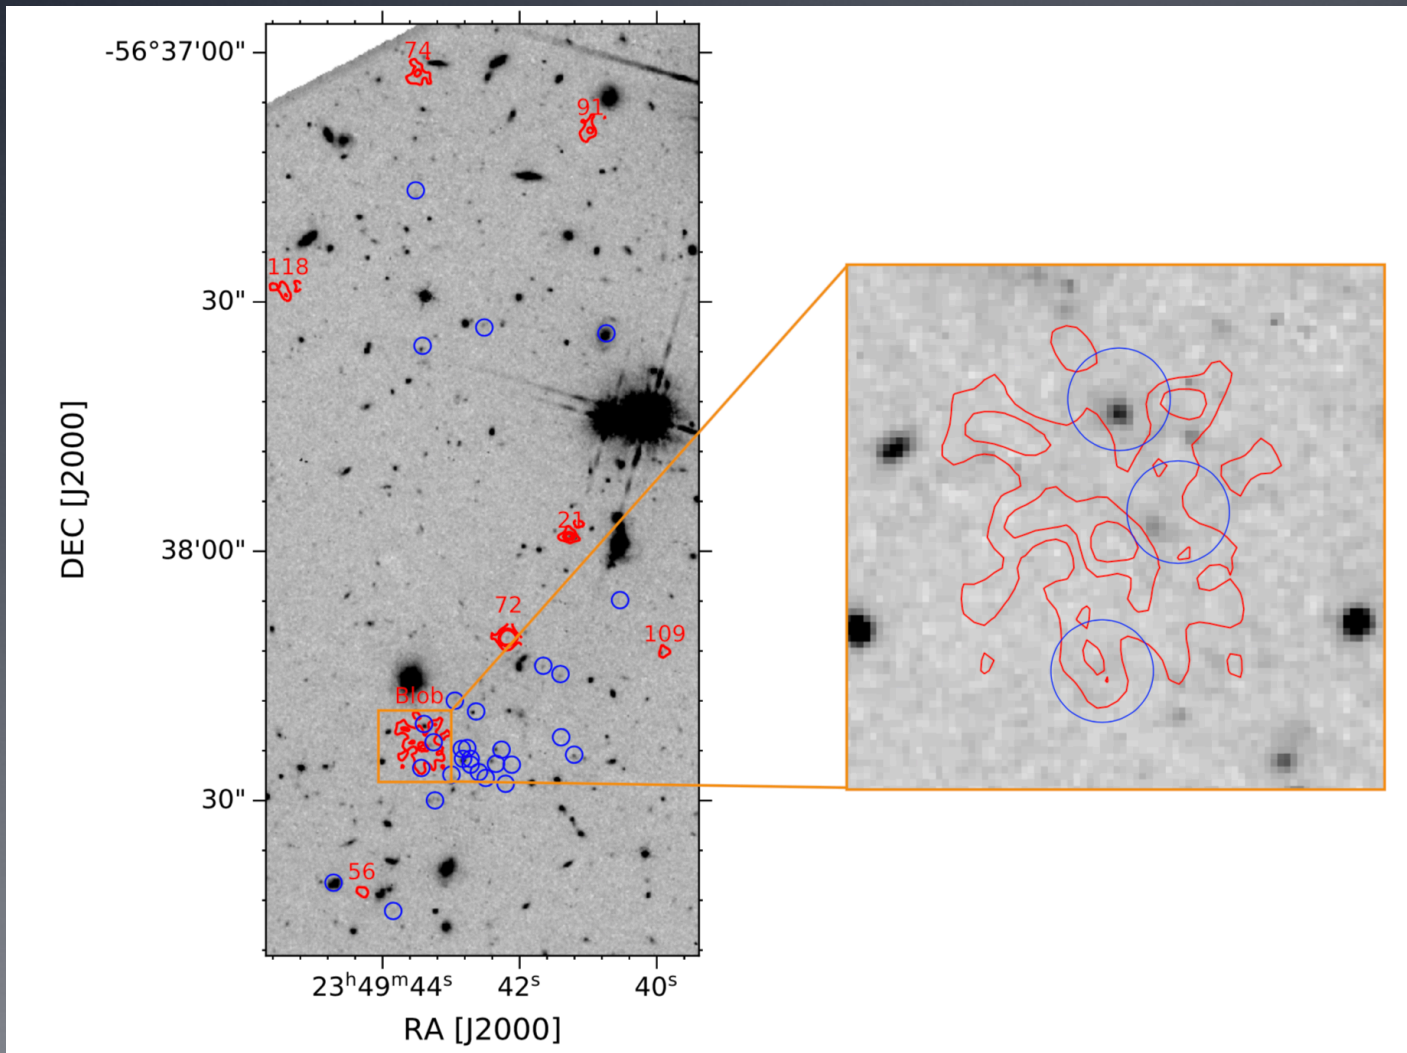 -56°37'00"
74
91
118
30"
21
38'00"
72
109
Blob
30"
56
23ʰ49ᵐ44ˢ 42ˢ 40ˢ
RA [J2000]
DEC [J2000]